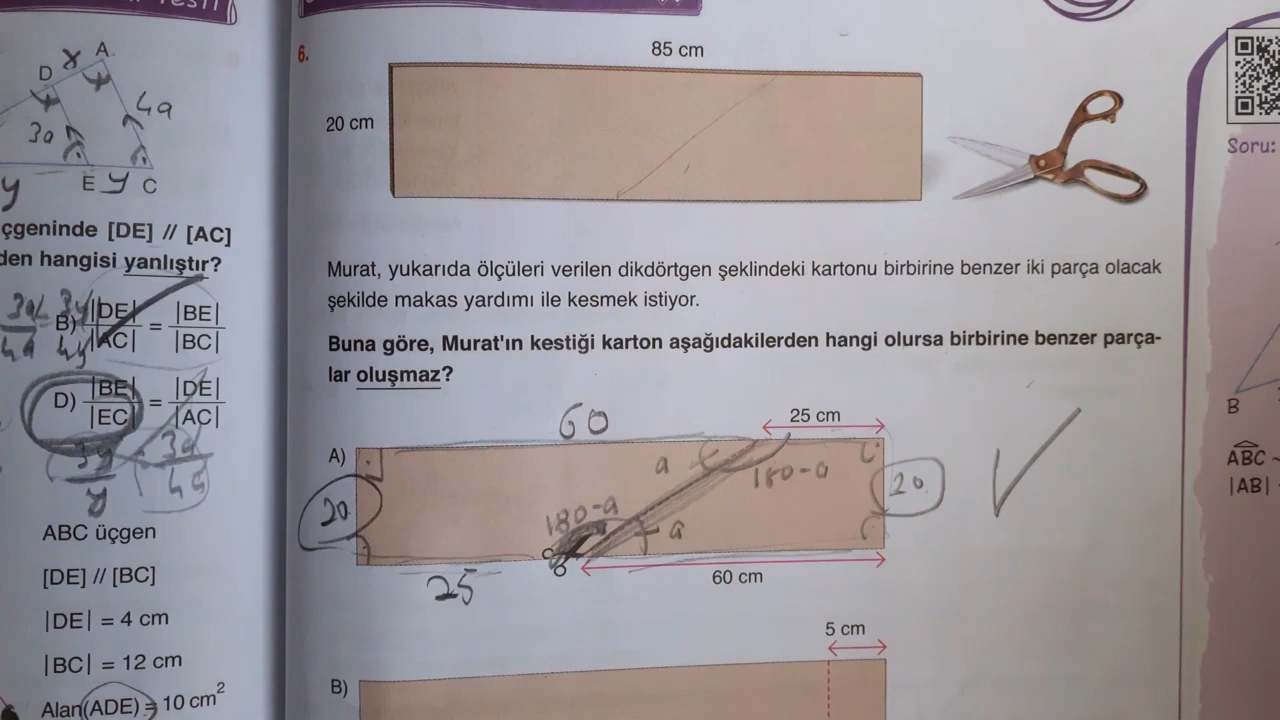 A
x
D
4a
3a
y
E y C
çgeninde [DE] // [AC]
den hangisi yanlıştır?
B) |DE| / |AC| = |BE| / |BC|
D) |BE| / |EC| = |DE| / |AC|
3y / y
3a / 4a
ABC üçgen
[DE] // [BC]
|DE| = 4 cm
|BC| = 12 cm
Alan(ADE) = 10 cm²
6.
85 cm
20 cm
Murat, yukarıda ölçüleri verilen dikdörtgen şeklindeki kartonu birbirine benzer iki parça olacak
şekilde makas yardımı ile kesmek istiyor.
Buna göre, Murat'ın kestiği karton aşağıdakilerden hangi olursa birbirine benzer parça-
lar oluşmaz?
60
25 cm
A)
a
180-a
20
20
180-a
a
25
60 cm
5 cm
B)
Soru:
B
ABC ~
|AB|